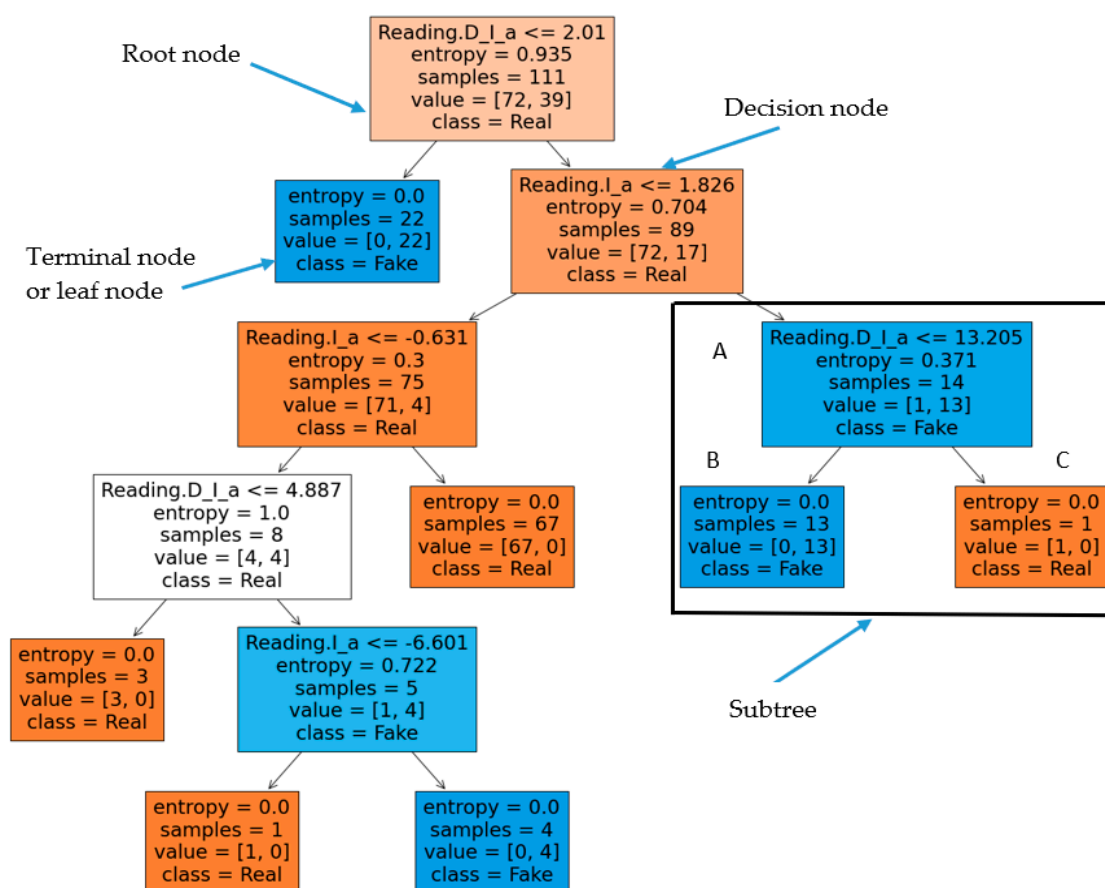 Root node
Reading.D_I_a <= 2.01
entropy = 0.935
samples = 111
value = [72, 39]
class = Real
Decision node
entropy = 0.0
samples = 22
value = [0, 22]
class = Fake
Terminal node
or leaf node
Reading.I_a <= 1.826
entropy = 0.704
samples = 89
value = [72, 17]
class = Real
Reading.I_a <= -0.631
entropy = 0.3
samples = 75
value = [71, 4]
class = Real
A
Reading.D_I_a <= 13.205
entropy = 0.371
samples = 14
value = [1, 13]
class = Fake
Reading.D_I_a <= 4.887
entropy = 1.0
samples = 8
value = [4, 4]
class = Real
entropy = 0.0
samples = 67
value = [67, 0]
class = Real
B
entropy = 0.0
samples = 13
value = [0, 13]
class = Fake
C
entropy = 0.0
samples = 1
value = [1, 0]
class = Real
entropy = 0.0
samples = 3
value = [3, 0]
class = Real
Reading.I_a <= -6.601
entropy = 0.722
samples = 5
value = [1, 4]
class = Fake
Subtree
entropy = 0.0
samples = 1
value = [1, 0]
class = Real
entropy = 0.0
samples = 4
value = [0, 4]
class = Fake